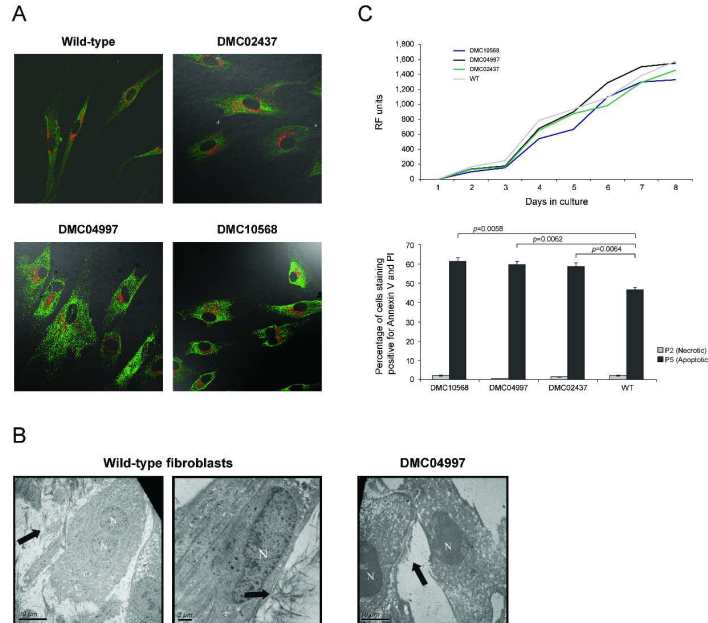 A
Wild-type
DMC02437
DMC04997
DMC10568
C
RF units
1,800
1,600
1,400
1,200
1,000
800
600
400
200
0
DMC10568
DMC04997
DMC02437
WT
1 2 3 4 5 6 7 8
Days in culture
p=0.0058
p=0.0062
p=0.0064
Percentage of cells staining
positive for Annexin V and PI
70
60
50
40
30
20
10
0
P2 (Necrotic)
P5 (Apoptotic
DMC10568 DMC04997 DMC02437 WT
B
Wild-type fibroblasts
DMC04997
N
N
N
N
N
2 µm